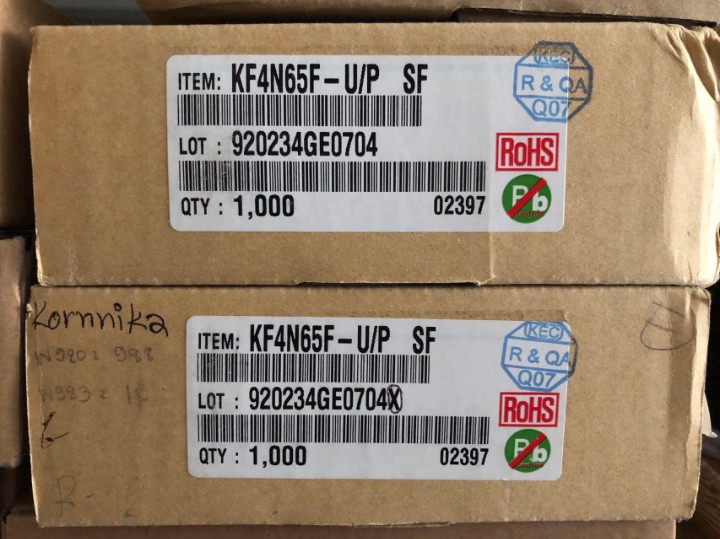 ITEM: KF4N65F-U/P SF
KEC
R & QA
Q07
LOT : 920234GE0704
RoHS
Pb
QTY : 1,000 02397
Kornnika
ITEM: KF4N65F-U/P SF
KEC
R & QA
Q07
LOT : 920234GE0704
RoHS
Pb
QTY : 1,000 02397